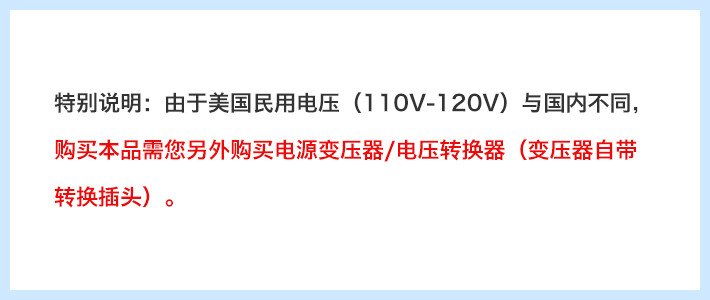 特别说明：由于美国民用电压（110V-120V）与国内不同，
购买本品需您另外购买电源变压器/电压转换器（变压器自带
转换插头）。